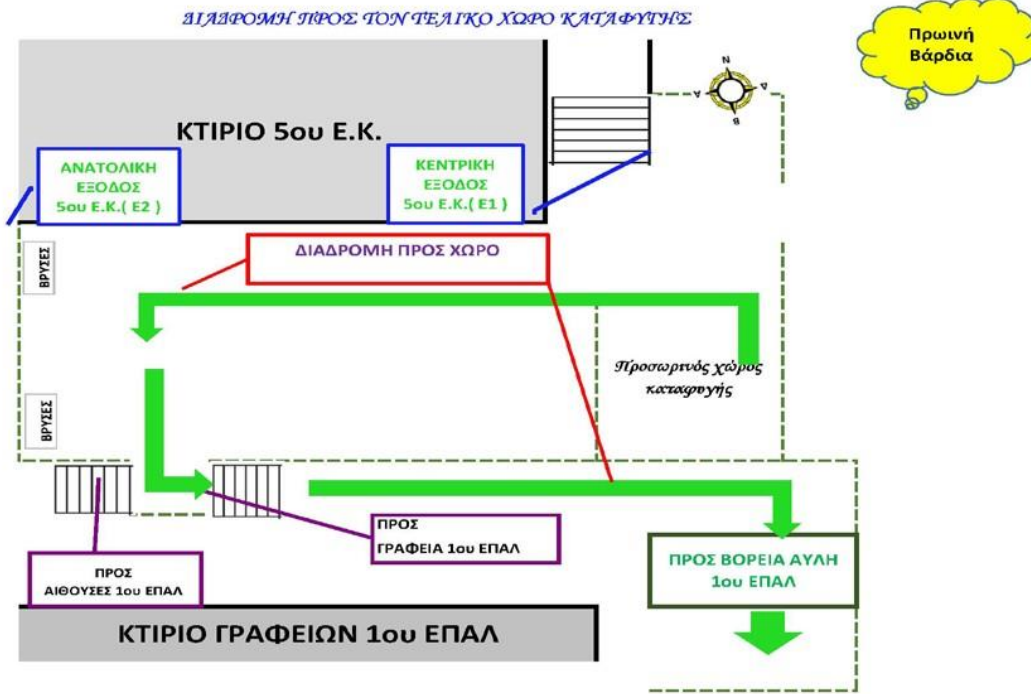 ΔΙΑΔΡΟΜΗ ΠΡΟΣ ΤΟΝ ΤΕΛΙΚΟ ΧΩΡΟ ΚΑΤΑΦΥΓΗΣ
Πρωινή
Βάρδια
Ν
Α
Δ
Β
ΚΤΙΡΙΟ 5ου Ε.Κ.
ΑΝΑΤΟΛΙΚΗ
ΕΞΟΔΟΣ
5ου Ε.Κ.( Ε2 )
ΚΕΝΤΡΙΚΗ
ΕΞΟΔΟΣ
5ου Ε.Κ.( Ε1 )
ΒΡΥΣΕΣ
ΔΙΑΔΡΟΜΗ ΠΡΟΣ ΧΩΡΟ
Προσωρινός χώρος
καταφυγής
ΒΡΥΣΕΣ
ΠΡΟΣ
ΓΡΑΦΕΙΑ 1ου ΕΠΑΛ
ΠΡΟΣ ΒΟΡΕΙΑ ΑΥΛΗ
1ου ΕΠΑΛ
ΠΡΟΣ
ΑΙΘΟΥΣΕΣ 1ου ΕΠΑΛ
ΚΤΙΡΙΟ ΓΡΑΦΕΙΩΝ 1ου ΕΠΑΛ